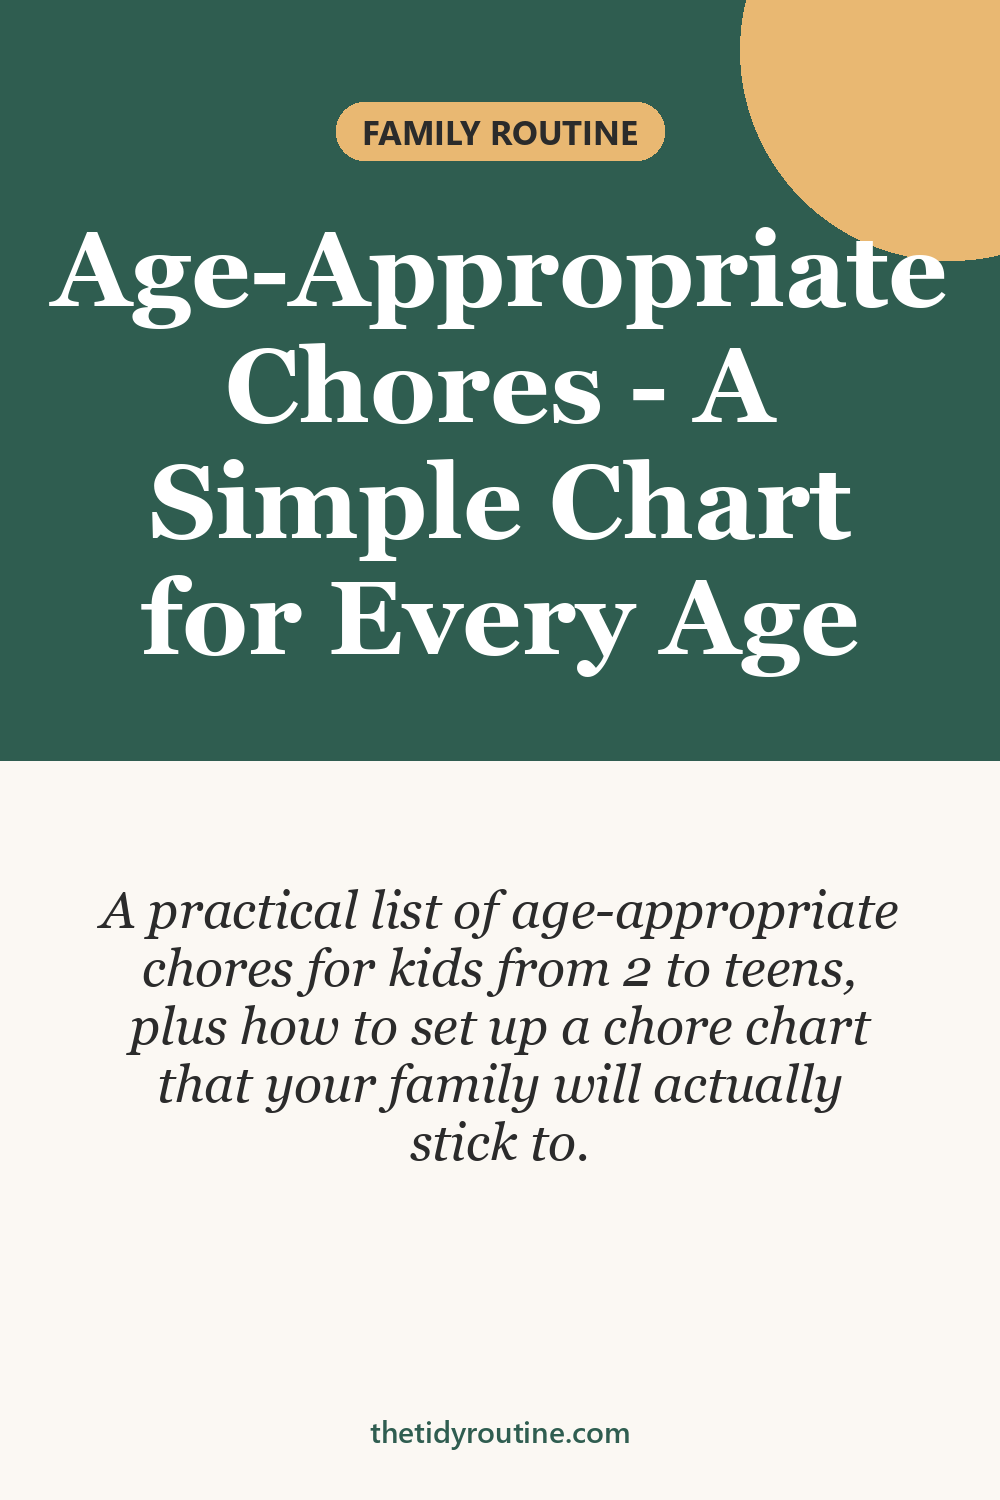 FAMILY ROUTINE
Age-Appropriate
Chores - A
Simple Chart
for Every Age
A practical list of age-appropriate
chores for kids from 2 to teens,
plus how to set up a chore chart
that your family will actually
stick to.
thetidyroutine.com